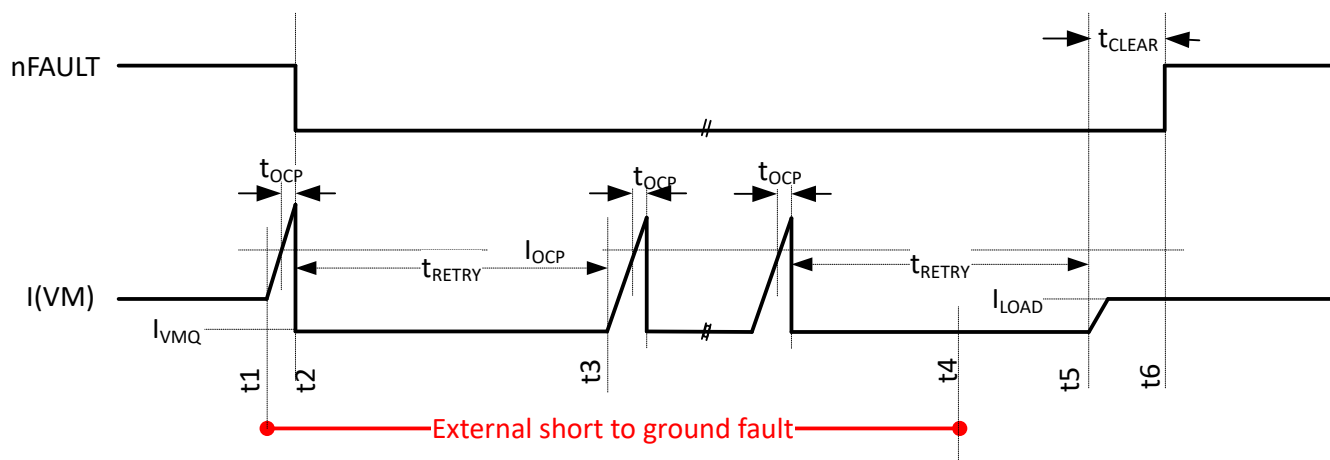 tCLEAR
nFAULT
tOCP
tOCP
tOCP
IOCP
tRETRY
tRETRY
I(VM)
ILOAD
IVMQ
t1
t2
t3
t4
t5
t6
External short to ground fault